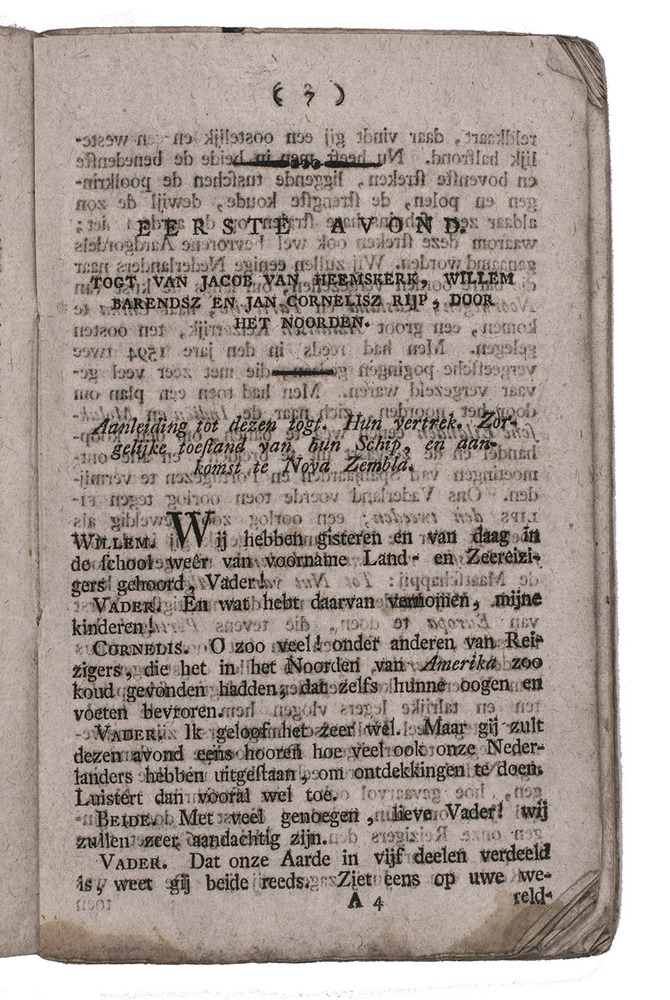 ( 7 )
EERSTE AVOND.
TOGT VAN JACOB VAN HEEMSKERK, WILLEM
BARENDSZ EN JAN CORNELISZ RIJP, DOOR
HET NOORDEN.
Aanleiding tot dezen togt. Hun vertrek. Zor-
gelijke toeſtand van hun Schip, en aan-
komst te Nova Zembla.
WILLEM. Wij hebben gisteren en van daag in
de ſchool weêr van voorname Land- en Zeereizi-
gers gehoord, Vader!
VADER. En wat hebt daarvan vernomen, mijne
kinderen!
CORNELIS. O zoo veel! onder anderen van Rei-
zigers, die het in het Noorden van Amerika zoo
koud gevonden hadden, dat zelfs hunne oogen en
voeten bevroren.
VADER. Ik geloof het zeer wel. Maar gij zult
dezen avond eens hooren hoe veel ook onze Neder-
landers hebben uitgeſtaan, om ontdekkingen te doen.
Luistert dan vooral wel toe.
BEIDE. Met veel genoegen, lieve Vader! wij
zullen zeer aandachtig zijn.
VADER. Dat onze Aarde in vijf deelen verdeeld
is, weet gij beide reeds. Ziet eens op uwe we-
A 4
reld-